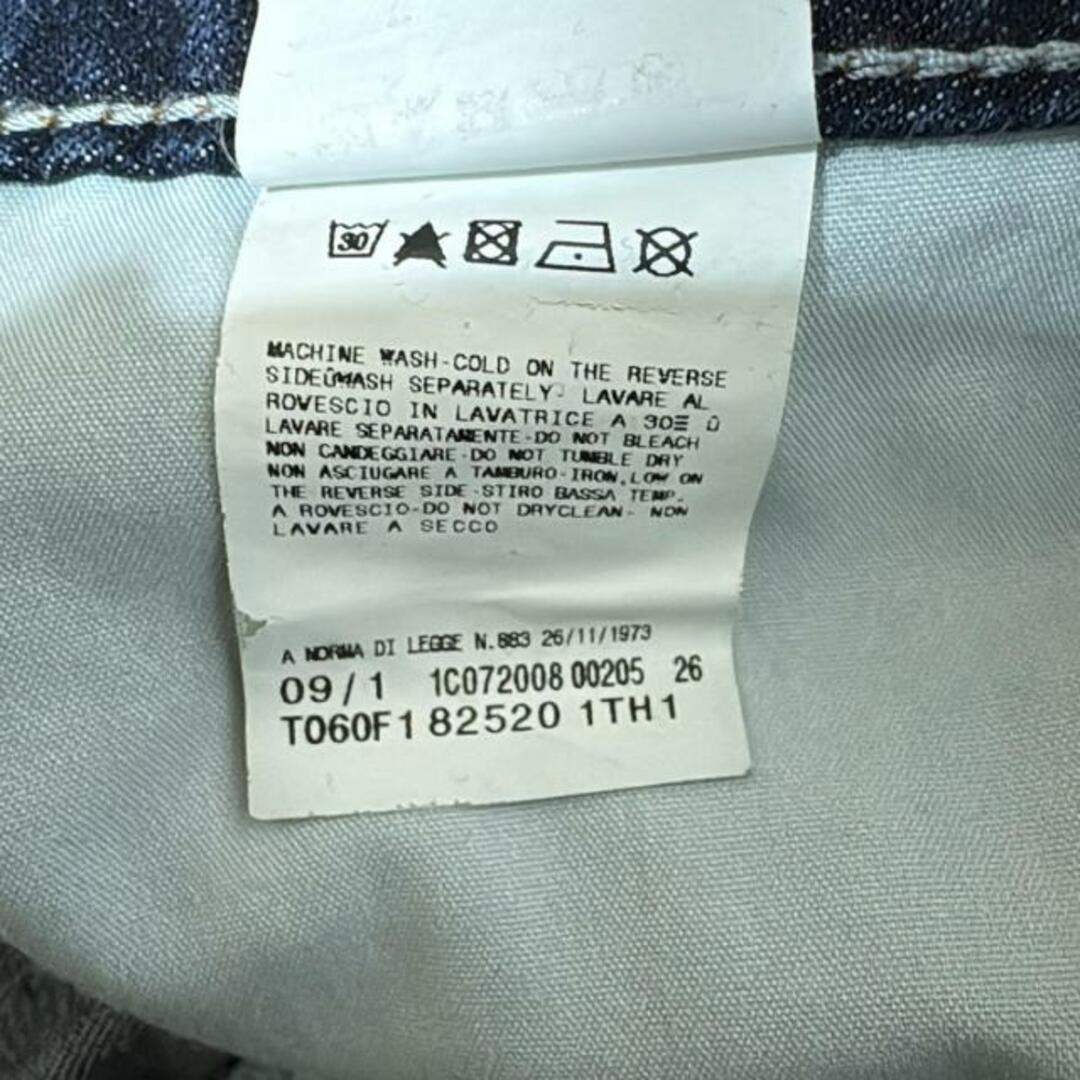 30
MACHINE WASH-COLD ON THE REVERSE
SIDEÛWASH SEPARATELY- LAVARE AL
ROVESCIO IN LAVATRICE A 30Ξ Û
LAVARE SEPARATAMENTE-DO NOT BLEACH
NON CANDEGGIARE-DO NOT TUMBLE DRY
NON ASCIUGARE A TAMBURO-IRON,LOW ON
THE REVERSE SIDE-STIRO BASSA TEMP.
A ROVESCIO-DO NOT DRYCLEAN- NON
LAVARE A SECCO
A NORMA DI LEGGE N.883 26/11/1973
09/1 1C072008 00205 26
T060F1 82520 1TH1